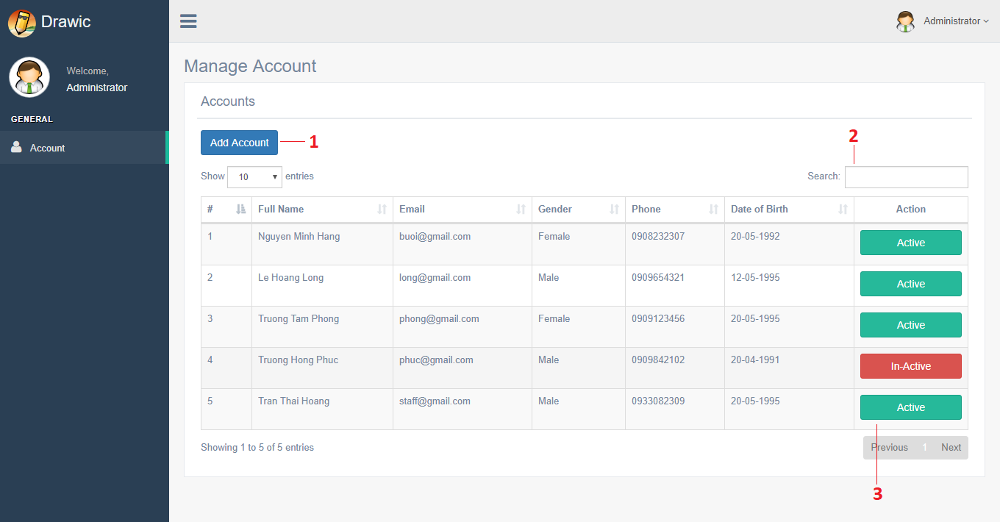 Drawic
Administrator
Welcome,
Administrator
GENERAL
Account
Manage Account
Accounts
Add Account 1
2
Show 10 entries Search:
# Full Name Email Gender Phone Date of Birth Action
1 Nguyen Minh Hang buoi@gmail.com Female 0908232307 20-05-1992 Active
2 Le Hoang Long long@gmail.com Male 0909654321 12-05-1995 Active
3 Truong Tam Phong phong@gmail.com Female 0909123456 20-05-1995 Active
4 Truong Hong Phuc phuc@gmail.com Male 0909842102 20-04-1991 In-Active
5 Tran Thai Hoang staff@gmail.com Male 0933082309 20-05-1995 Active
Showing 1 to 5 of 5 entries Previous 1 Next
3